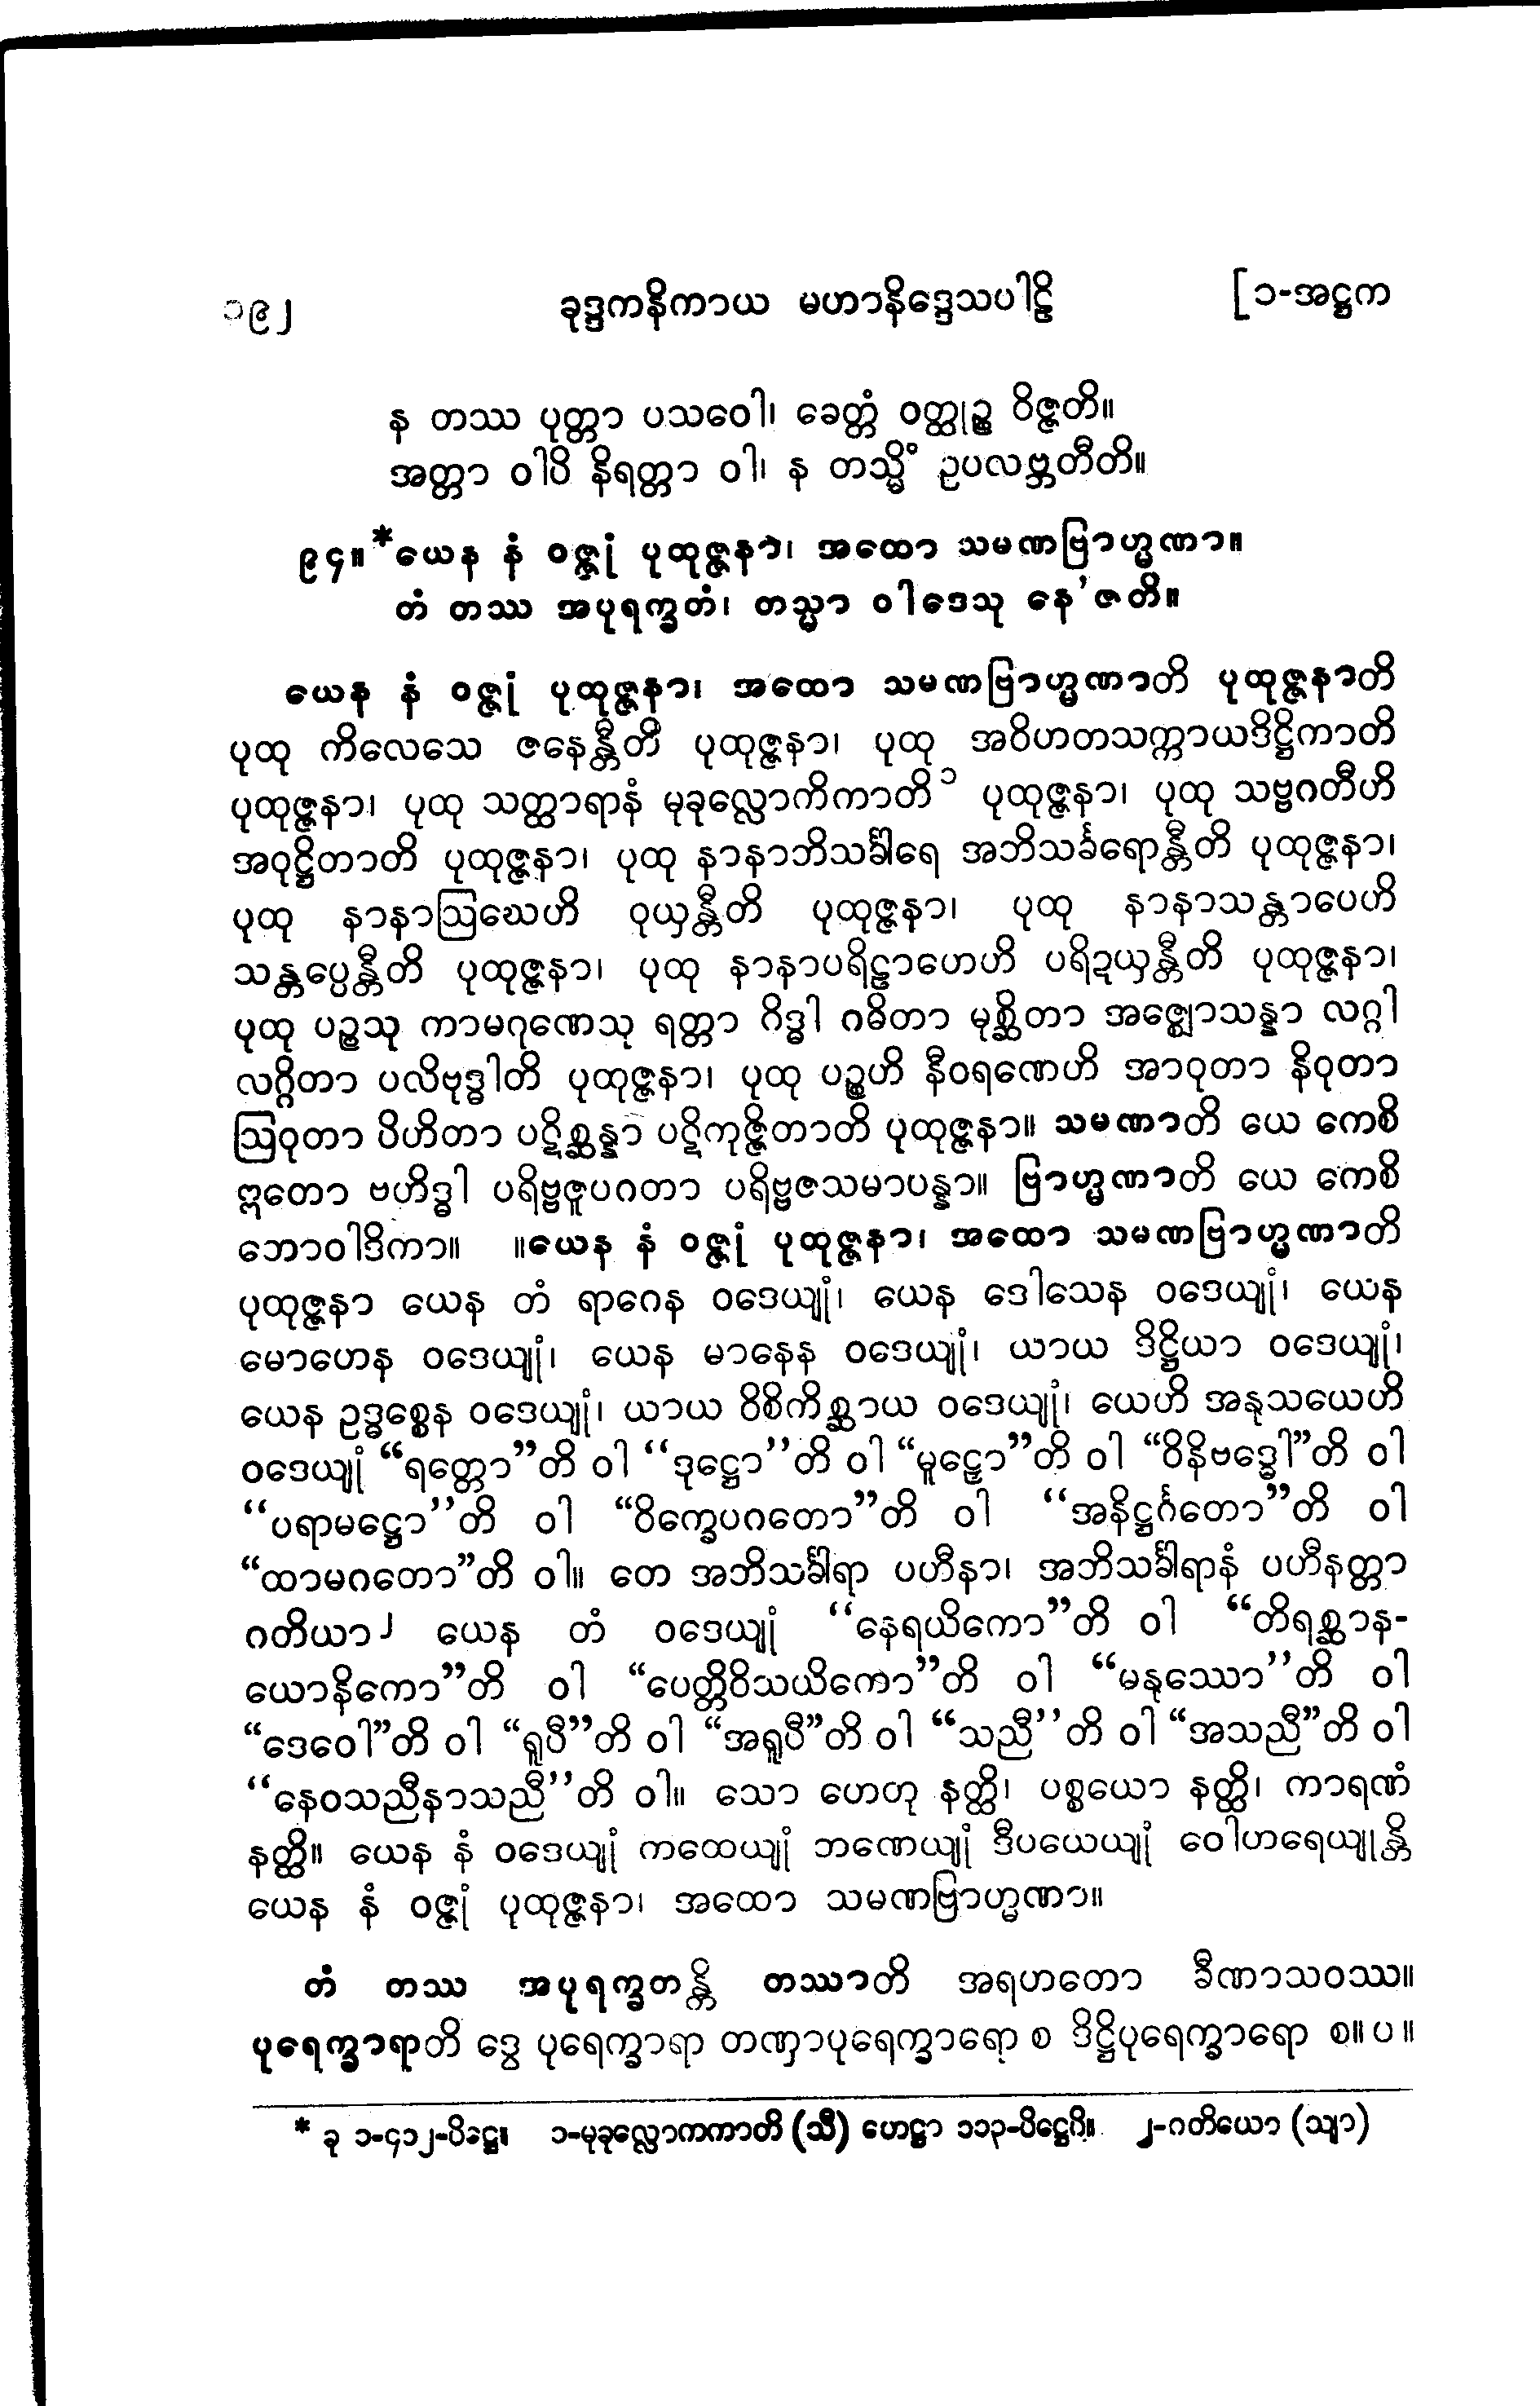 ၁၉၂ ခုဒ္ဒကနိကာယ မဟာနိဒ္ဒေသပါဠိ [၁-အဋ္ဌက
န တဿ ပုတ္တာ ပသဝေါ၊ ခေတ္တံ ဝတ္ထုဉ္စ ဝိဇ္ဇတိ။
အတ္တာ ဝါပိ နိရတ္တာ ဝါ၊ န တသ္မိံ ဥပလဗ္ဘတီတိ။
၉၄။*ယေန နံ ဝဇ္ဇုံ ပုထုဇ္ဇနာ၊ အထော သမဏဗြာဟ္မဏာ။
တံ တဿ အပုရက္ခတံ၊ တသ္မာ ဝါဒေသု နေ’ဇတိ။
ယေန နံ ဝဇ္ဇုံ ပုထုဇ္ဇနာ၊ အထော သမဏဗြာဟ္မဏာတိ ပုထုဇ္ဇနာတိ
ပုထု ကိလေသေ ဇနေန္တီတိ ပုထုဇ္ဇနာ၊ ပုထု အဝိဟတသက္ကာယဒိဋ္ဌိကာတိ
ပုထုဇ္ဇနာ၊ ပုထု သတ္ထာရာနံ မုခုလ္လောကိကာတိ ၁ ပုထုဇ္ဇနာ၊ ပုထု သဗ္ဗဂတီဟိ
အဝုဋ္ဌိတာတိ ပုထုဇ္ဇနာ၊ ပုထု နာနာဘိသင်္ခါရေ အဘိသင်္ခရောန္တီတိ ပုထုဇ္ဇနာ၊
ပုထု နာနာဩဃေဟိ ဝုယှန္တီတိ ပုထုဇ္ဇနာ၊ ပုထု နာနာသန္တာပေဟိ
သန္တပ္ပေန္တီတိ ပုထုဇ္ဇနာ၊ ပုထု နာနာပရိဠာဟေဟိ ပရိဍယှန္တီတိ ပုထုဇ္ဇနာ၊
ပုထု ပဉ္စသု ကာမဂုဏေသု ရတ္တာ ဂိဒ္ဓါ ဂဓိတာ မုစ္ဆိတာ အဇ္ဈောသန္နာ လဂ္ဂါ
လဂ္ဂိတာ ပလိဗုဒ္ဓါတိ ပုထုဇ္ဇနာ၊ ပုထု ပဉ္စဟိ နီဝရဏေဟိ အာဝုတာ နိဝုတာ
ဩဝုတာ ပိဟိတာ ပဋိစ္ဆန္နာ ပဋိကုဇ္ဇိတာတိ ပုထုဇ္ဇနာ။ သမဏာတိ ယေ ကေစိ
ဣတော ဗဟိဒ္ဓါ ပရိဗ္ဗဇူပဂတာ ပရိဗ္ဗဇသမာပန္နာ။ ဗြာဟ္မဏာတိ ယေ ကေစိ
ဘောဝါဒိကာ။ ။ယေန နံ ဝဇ္ဇုံ ပုထုဇ္ဇနာ၊ အထော သမဏဗြာဟ္မဏာတိ
ပုထုဇ္ဇနာ ယေန တံ ရာဂေန ဝဒေယျုံ၊ ယေန ဒေါသေန ဝဒေယျုံ၊ ယေန
မောဟေန ဝဒေယျုံ၊ ယေန မာနေန ဝဒေယျုံ၊ ယာယ ဒိဋ္ဌိယာ ဝဒေယျုံ၊
ယေန ဥဒ္ဓစ္စေန ဝဒေယျုံ၊ ယာယ ဝိစိကိစ္ဆာယ ဝဒေယျုံ၊ ယေဟိ အနုသယေဟိ
ဝဒေယျုံ “ရတ္တော”တိ ဝါ ‘‘ဒုဋ္ဌော’’တိ ဝါ “မူဠှော”တိ ဝါ “ဝိနိဗဒ္ဓေါ”တိ ဝါ
‘‘ပရာမဋ္ဌော’’တိ ဝါ “ဝိက္ခေပဂတော”တိ ဝါ ‘‘အနိဋ္ဌင်္ဂတော”တိ ဝါ
“ထာမဂတော”တိ ဝါ။ တေ အဘိသင်္ခါရာ ပဟီနာ၊ အဘိသင်္ခါရာနံ ပဟီနတ္တာ
ဂတိယာ၂ ယေန တံ ဝဒေယျုံ ‘‘နေရယိကော”တိ ဝါ “တိရစ္ဆာန-
ယောနိကော”တိ ဝါ “ပေတ္တိဝိသယိကော”တိ ဝါ “မနုဿော’’တိ ဝါ
“ဒေဝေါ”တိ ဝါ “ရူပီ”တိ ဝါ “အရူပီ”တိ ဝါ “သညီ’’တိ ဝါ “အသညီ”တိ ဝါ
‘‘နေဝသညီနာသညီ’’တိ ဝါ။ သော ဟေတု နတ္ထိ၊ ပစ္စယော နတ္ထိ၊ ကာရဏံ
နတ္ထိ။ ယေန နံ ဝဒေယျုံ ကထေယျုံ ဘဏေယျုံ ဒီပယေယျုံ ဝေါဟရေယျုန္တိ
ယေန နံ ဝဇ္ဇုံ ပုထုဇ္ဇနာ၊ အထော သမဏဗြာဟ္မဏာ။
တံ တဿ အပုရက္ခတန္တိ တဿာတိ အရဟတော ခီဏာသဝဿ။
ပုရေက္ခာရာတိ ဒွေ ပုရေက္ခာရာ တဏှာပုရေက္ခာရော စ ဒိဋ္ဌိပုရေက္ခာရော စ။ ပ ။
* ခု ၁-၄၁၂-ပိဋ္ဌေ။ ၁-မုခုလ္လောကကာတိ (သီ) ဟေဋ္ဌာ ၁၁၃-ပိဋ္ဌေပိ။ ၂-ဂတိယော (သျာ)